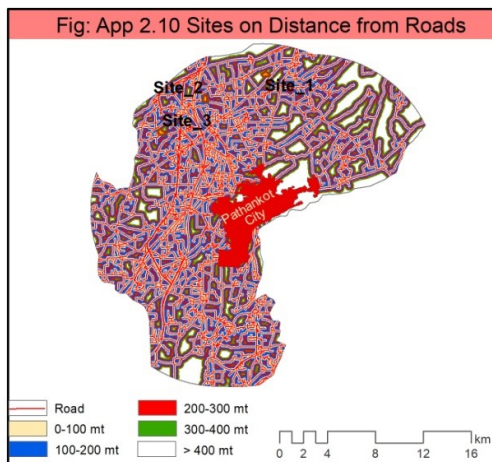 Fig: App 2.10 Sites on Distance from Roads
Site_1
Site_2
Site_3
Pathankot
City
Road
0-100 mt
100-200 mt
200-300 mt
300-400 mt
> 400 mt
km
0 1 2 4 8 12 16